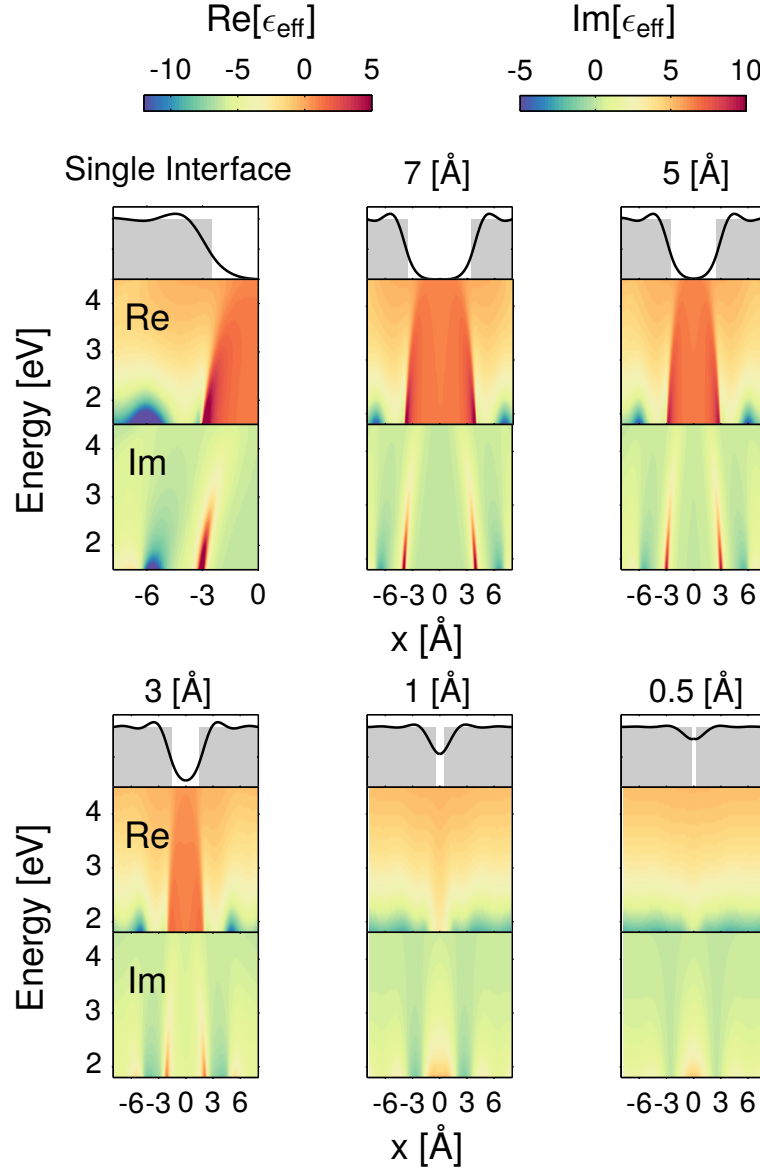 Re[ϵeff] Im[ϵeff]
-10 -5 0 5 -5 0 5 10
Single Interface 7 [Å] 5 [Å]
4
3
2
Re
Energy [eV]
4
3
2
Im
-6 -3 0 -6 -3 0 3 6 -6 -3 0 3 6
x [Å]
3 [Å] 1 [Å] 0.5 [Å]
4
3
2
Re
Energy [eV]
4
3
2
Im
-6 -3 0 3 6 -6 -3 0 3 6 -6 -3 0 3 6
x [Å]